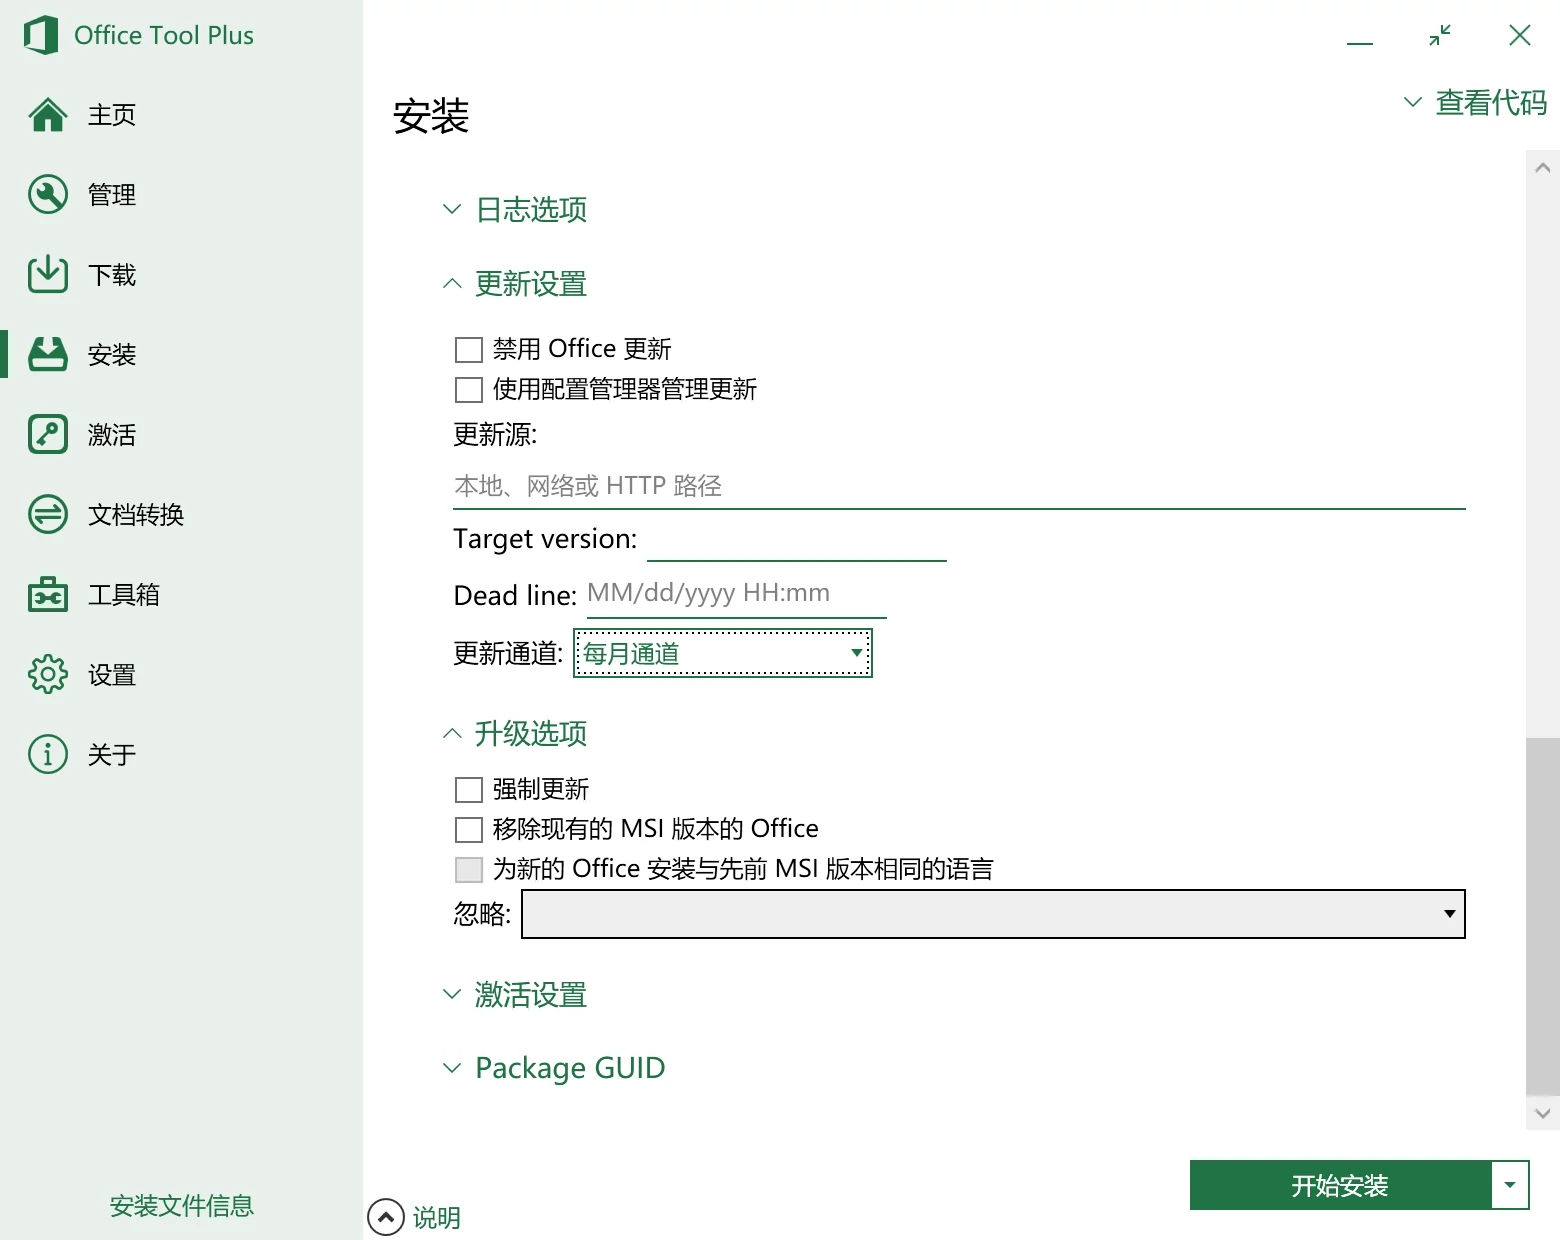 Office Tool Plus
主页
管理
下载
安装
激活
文档转换
工具箱
设置
关于
安装文件信息
安装
查看代码
日志选项
更新设置
禁用 Office 更新
使用配置管理器管理更新
更新源:
本地、网络或 HTTP 路径
Target version:
Dead line: MM/dd/yyyy HH:mm
更新通道: 每月通道
升级选项
强制更新
移除现有的 MSI 版本的 Office
为新的 Office 安装与先前 MSI 版本相同的语言
忽略:
激活设置
Package GUID
开始安装
说明